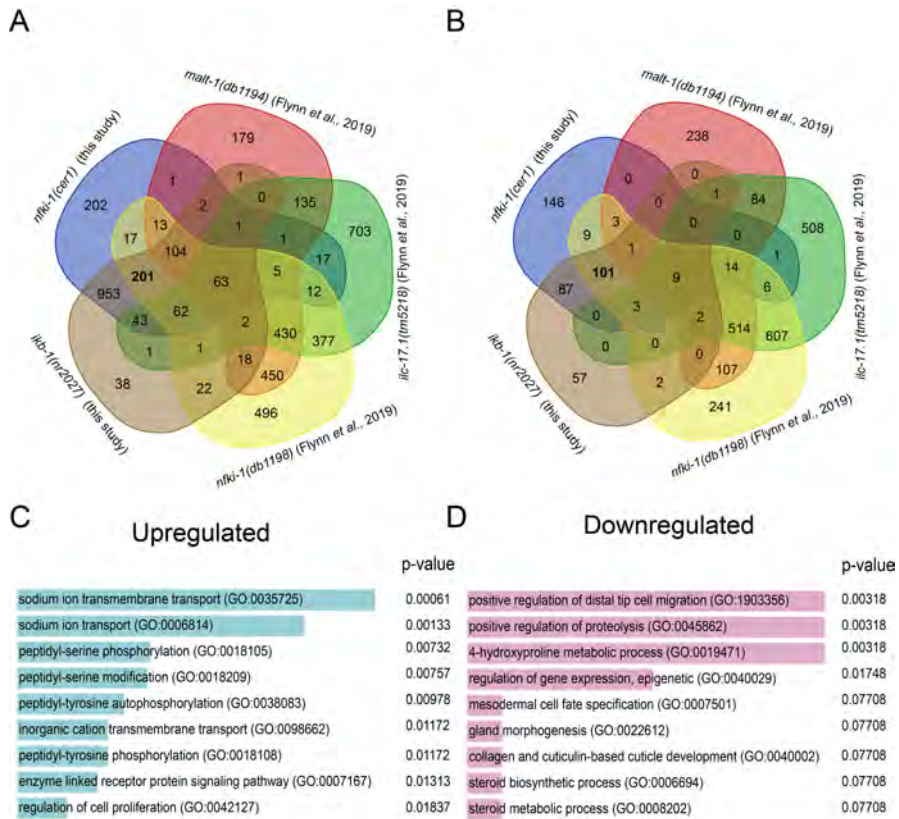 A
B
malt-1(db1194) (Flynn et al., 2019)
nfki-1(cer1) (this study)
ilc-17.1(tm5218) (Flynn et al., 2019)
ikb-1(nr2027) (this study)
nfki-1(db1198) (Flynn et al., 2019)
179
1
1
0
135
202
2
703
13
1
1
17
17
104
5
201
63
12
953
62
43
2
430
377
1
1
18
38
22
450
496
malt-1(db1194) (Flynn et al., 2019)
nfki-1(cer1) (this study)
ilc-17.1(tm5218) (Flynn et al., 2019)
ikb-1(nr2027) (this study)
nfki-1(db1198) (Flynn et al., 2019)
238
0
0
1
84
146
0
508
3
0
0
9
1
1
14
101
9
6
87
3
0
2
514
607
0
0
0
57
2
107
241
C
Upregulated
p-value
sodium ion transmembrane transport (GO:0035725) 0.00061
sodium ion transport (GO:0006814) 0.00133
peptidyl-serine phosphorylation (GO:0018105) 0.00732
peptidyl-serine modification (GO:0018209) 0.00757
peptidyl-tyrosine autophosphorylation (GO:0038083) 0.00978
inorganic cation transmembrane transport (GO:0098662) 0.01172
peptidyl-tyrosine phosphorylation (GO:0018108) 0.01172
enzyme linked receptor protein signaling pathway (GO:0007167) 0.01313
regulation of cell proliferation (GO:0042127) 0.01837
D
Downregulated
p-value
positive regulation of distal tip cell migration (GO:1903356) 0.00318
positive regulation of proteolysis (GO:0045862) 0.00318
4-hydroxyproline metabolic process (GO:0019471) 0.00318
regulation of gene expression, epigenetic (GO:0040029) 0.01748
mesodermal cell fate specification (GO:0007501) 0.07708
gland morphogenesis (GO:0022612) 0.07708
collagen and cuticulin-based cuticle development (GO:0040002) 0.07708
steroid biosynthetic process (GO:0006694) 0.07708
steroid metabolic process (GO:0008202) 0.07708